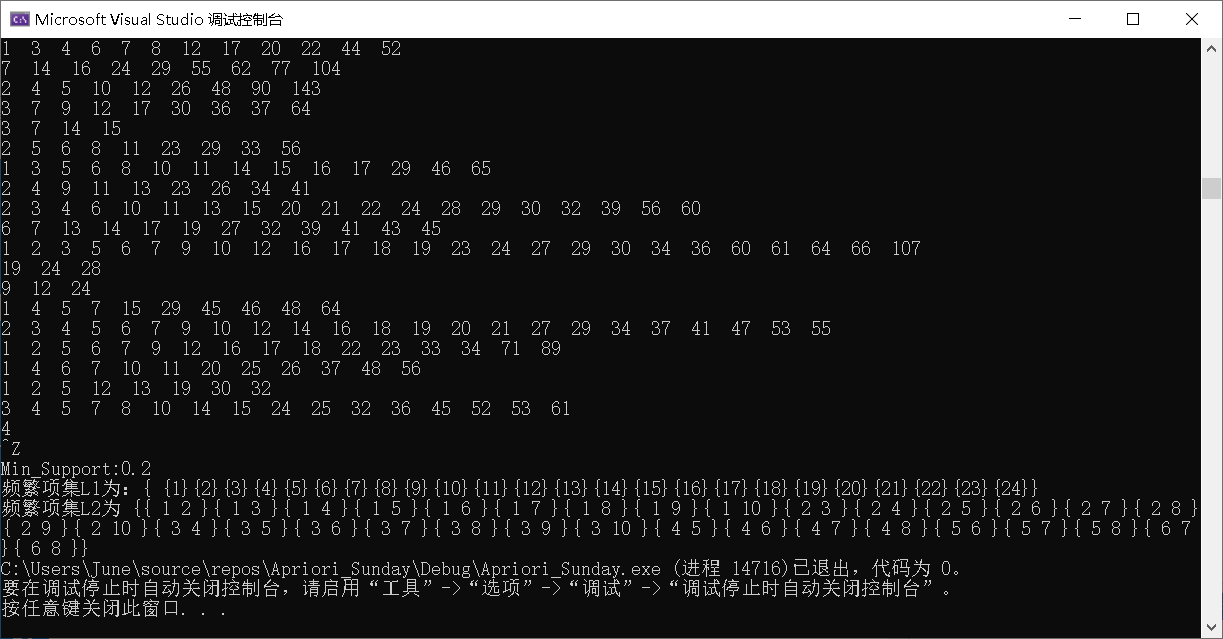 Microsoft Visual Studio 调试控制台
1 3 4 6 7 8 12 17 20 22 44 52
7 14 16 24 29 55 62 77 104
2 4 5 10 12 26 48 90 143
3 7 9 12 17 30 36 37 64
3 7 14 15
2 5 6 8 11 23 29 33 56
1 3 5 6 8 10 11 14 15 16 17 29 46 65
2 4 9 11 13 23 26 34 41
2 3 4 6 10 11 13 15 20 21 22 24 28 29 30 32 39 56 60
6 7 13 14 17 19 27 32 39 41 43 45
1 2 3 5 6 7 9 10 12 16 17 18 19 23 24 27 29 30 34 36 60 61 64 66 107
19 24 28
9 12 24
1 4 5 7 15 29 45 46 48 64
2 3 4 5 6 7 9 10 12 14 16 18 19 20 21 27 29 34 37 41 47 53 55
1 2 5 6 7 9 12 16 17 18 22 23 33 34 71 89
1 4 6 7 10 11 20 25 26 37 48 56
1 2 5 12 13 19 30 32
3 4 5 7 8 10 14 15 24 25 32 36 45 52 53 61
4
^Z
Min_Support:0.2
频繁项集L1为: { {1}{2}{3}{4}{5}{6}{7}{8}{9}{10}{11}{12}{13}{14}{15}{16}{17}{18}{19}{20}{21}{22}{23}{24}}
频繁项集L2为 {{ 1 2 }{ 1 3 }{ 1 4 }{ 1 5 }{ 1 6 }{ 1 7 }{ 1 8 }{ 1 9 }{ 1 10 }{ 2 3 }{ 2 4 }{ 2 5 }{ 2 6 }{ 2 7 }{ 2 8 }
{ 2 9 }{ 2 10 }{ 3 4 }{ 3 5 }{ 3 6 }{ 3 7 }{ 3 8 }{ 3 9 }{ 3 10 }{ 4 5 }{ 4 6 }{ 4 7 }{ 4 8 }{ 5 6 }{ 5 7 }{ 5 8 }{ 6 7
}{ 6 8 }}
C:\Users\June\source\repos\Apriori_Sunday\Debug\Apriori_Sunday.exe (进程 14716)已退出，代码为 0。
要在调试停止时自动关闭控制台，请启用“工具”->“选项”->“调试”->“调试停止时自动关闭控制台”。
按任意键关闭此窗口. . .